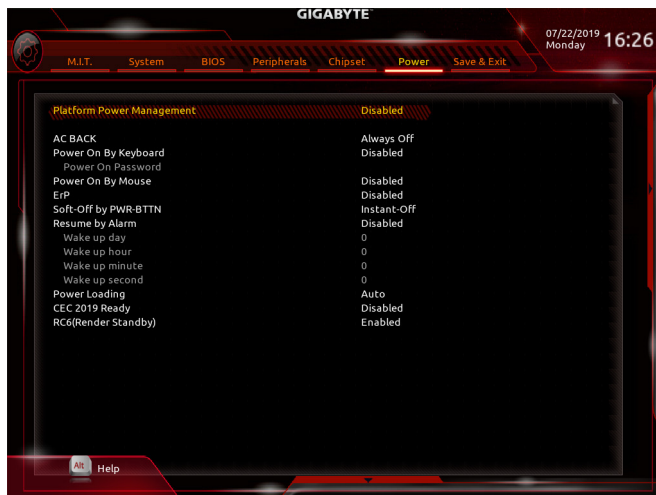 GIGABYTE™
07/22/2019 Monday 16:26
M.I.T. System BIOS Peripherals Chipset Power Save & Exit
Platform Power Management Disabled
AC BACK Always Off
Power On By Keyboard Disabled
Power On Password
Power On By Mouse Disabled
ErP Disabled
Soft-Off by PWR-BTTN Instant-Off
Resume by Alarm Disabled
Wake up day 0
Wake up hour 0
Wake up minute 0
Wake up second 0
Power Loading Auto
CEC 2019 Ready Disabled
RC6(Render Standby) Enabled
Alt Help